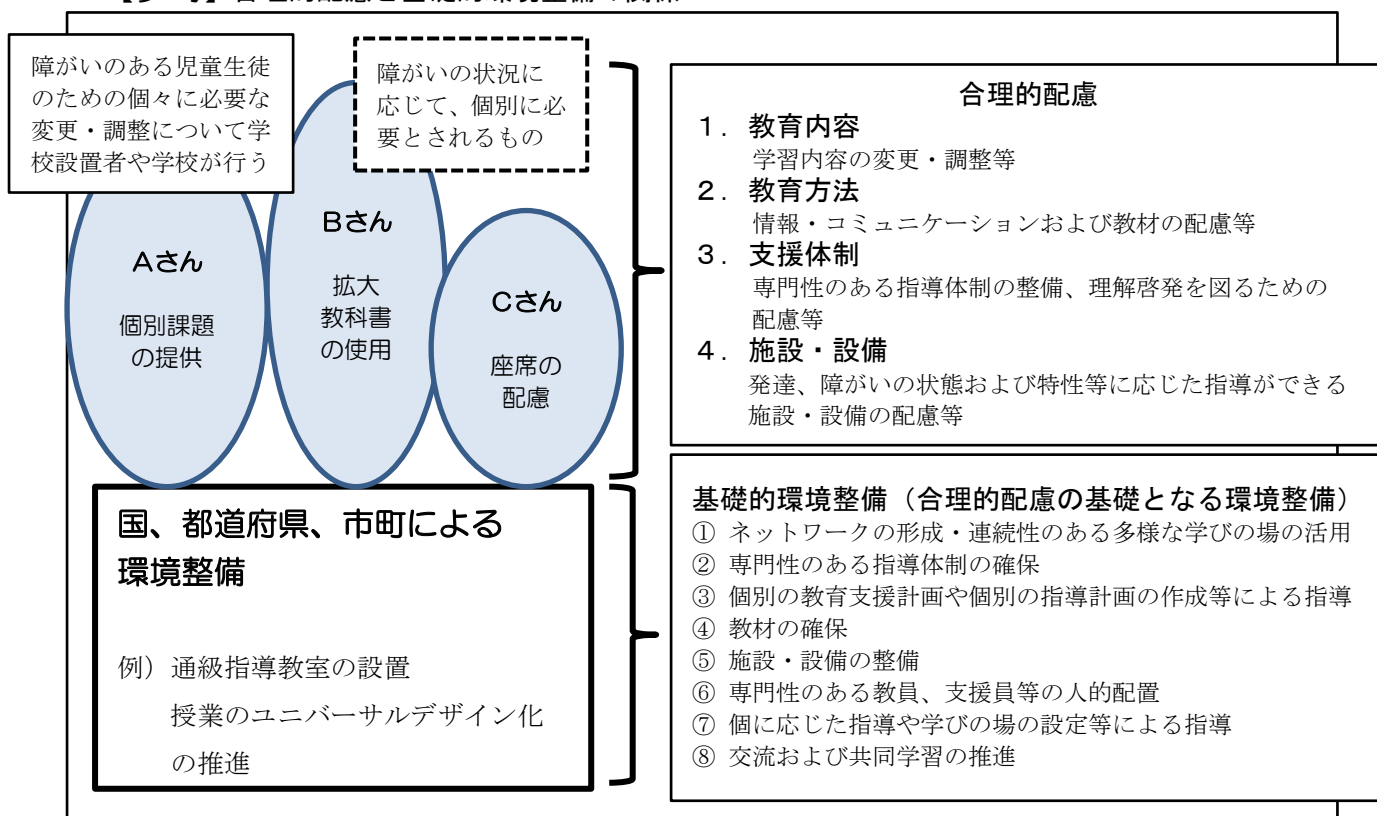 障がいのある児童生徒
のための個々に必要な
変更・調整について学
校設置者や学校が行う
障がいの状況に
応じて、個別に必
要とされるもの
Aさん
個別課題
の提供
Bさん
拡大
教科書
の使用
Cさん
座席の
配慮
合理的配慮
１．教育内容
学習内容の変更・調整等
２．教育方法
情報・コミュニケーションおよび教材の配慮等
３．支援体制
専門性のある指導体制の整備、理解啓発を図るための
配慮等
４．施設・設備
発達、障がいの状態および特性等に応じた指導ができる
施設・設備の配慮等
国、都道府県、市町による
環境整備
例）通級指導教室の設置
授業のユニバーサルデザイン化
の推進
基礎的環境整備（合理的配慮の基礎となる環境整備）
① ネットワークの形成・連続性のある多様な学びの場の活用
② 専門性のある指導体制の確保
③ 個別の教育支援計画や個別の指導計画の作成等による指導
④ 教材の確保
⑤ 施設・設備の整備
⑥ 専門性のある教員、支援員等の人的配置
⑦ 個に応じた指導や学びの場の設定等による指導
⑧ 交流および共同学習の推進